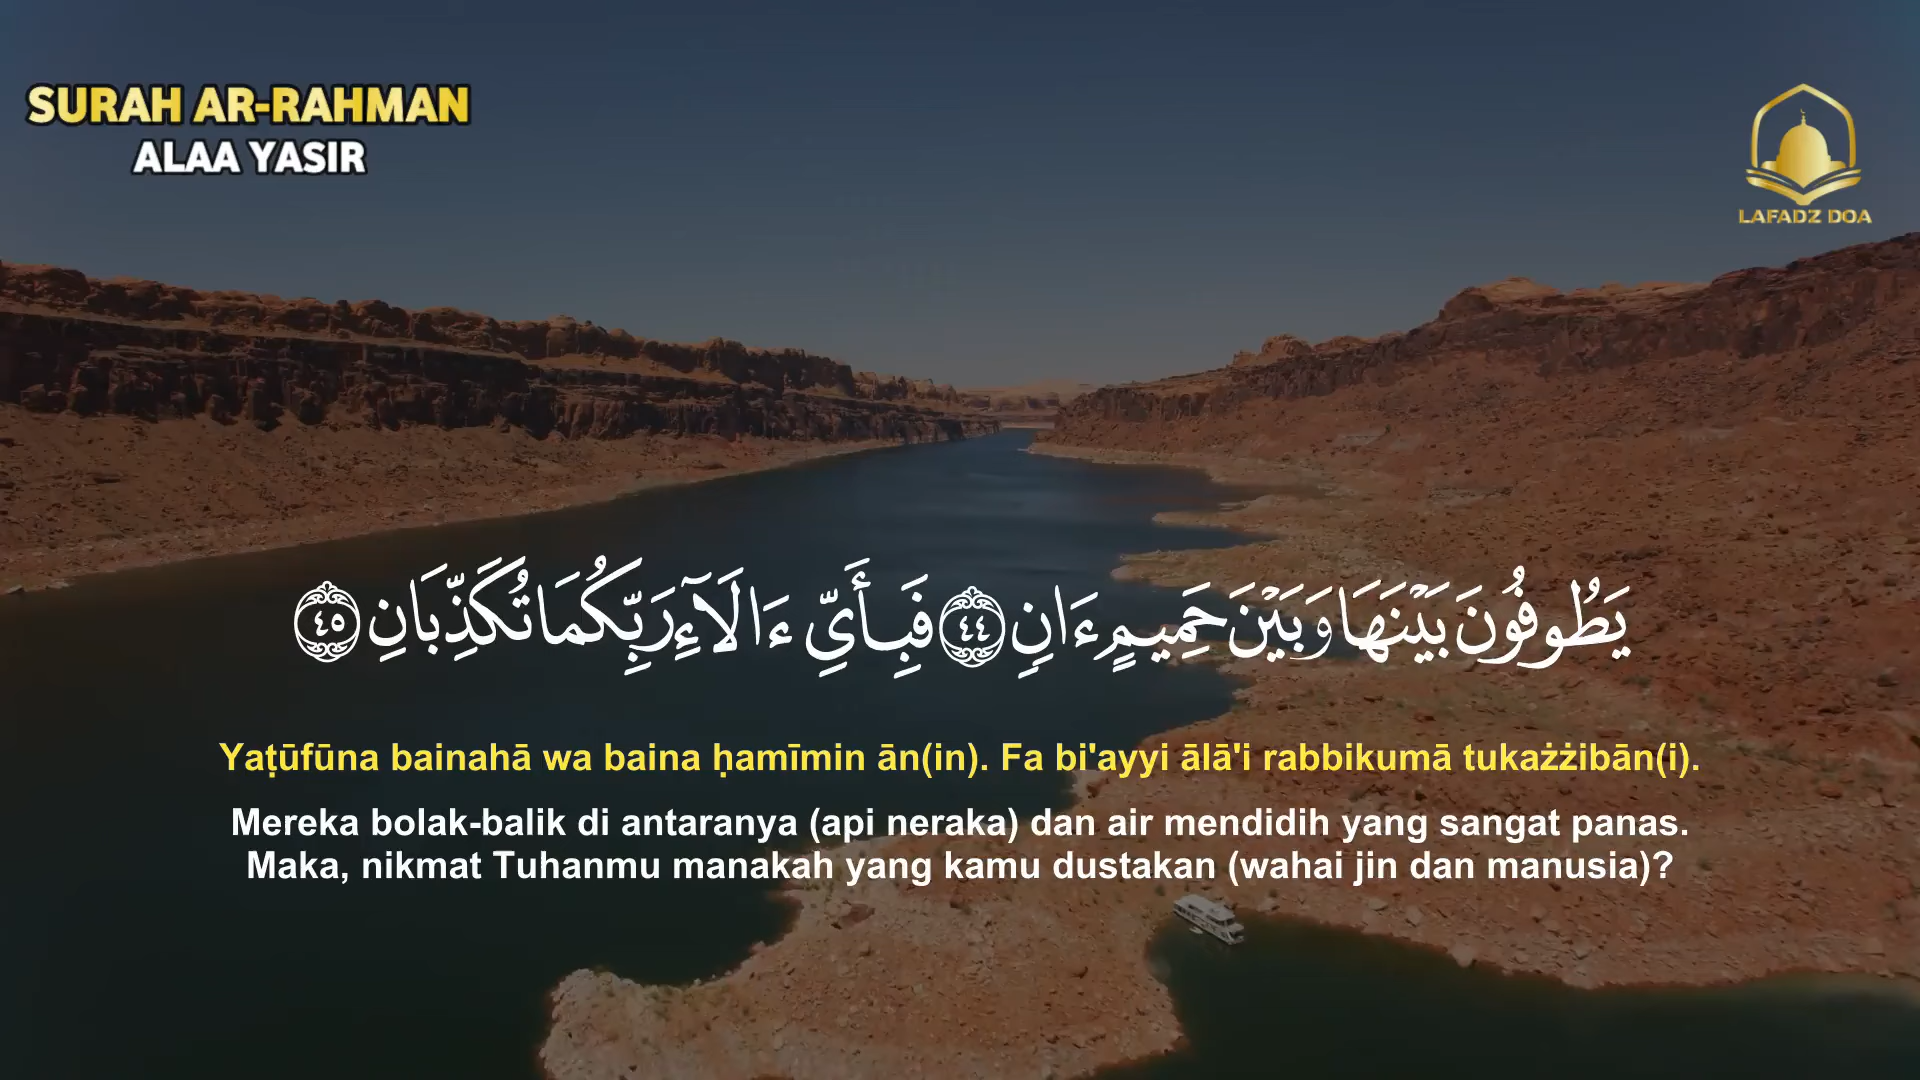 SURAH AR-RAHMAN
ALAA YASIR
LAFADZ DOA
يَطُوفُونَ بَيْنَهَا وَبَيْنَ حَمِيمٍ ءَانٍ ٤٤ فَبِأَىِّ ءَالَآءِ رَبِّكُمَا تُكَذِّبَانِ ٤٥
Yaṭūfūna bainahā wa baina ḥamīmin ān(in). Fa bi'ayyi ālā'i rabbikumā tukażżibān(i).
Mereka bolak-balik di antaranya (api neraka) dan air mendidih yang sangat panas.
Maka, nikmat Tuhanmu manakah yang kamu dustakan (wahai jin dan manusia)?